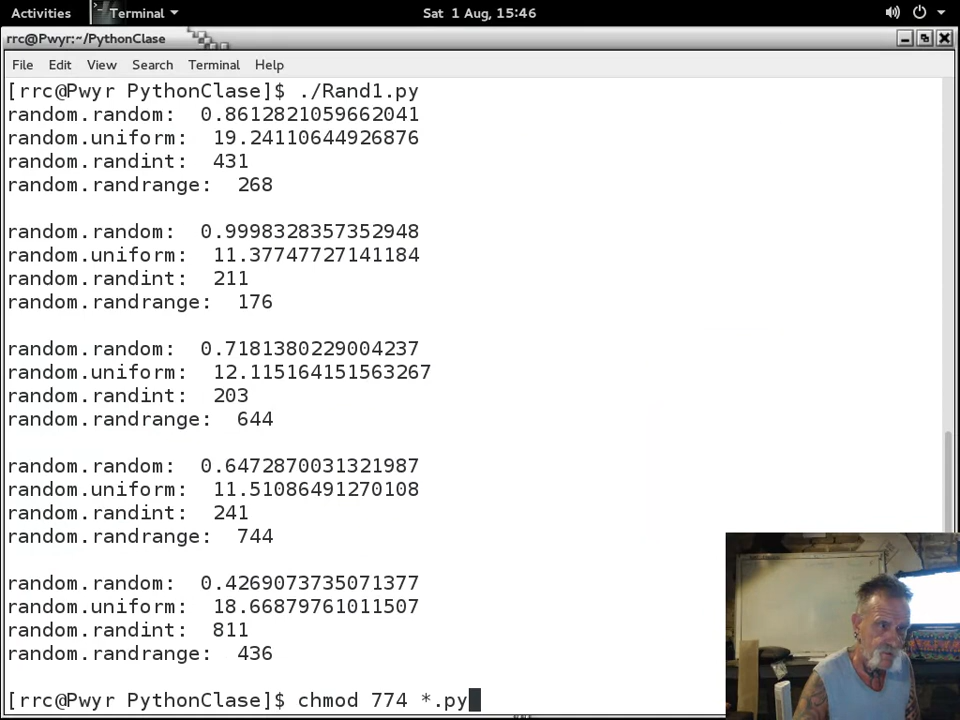 Activities Terminal Sat 1 Aug, 15:46
rrc@Pwyr:~/PythonClase
File Edit View Search Terminal Help
[rrc@Pwyr PythonClase]$ ./Rand1.py
random.random:  0.8612821059662041
random.uniform:  19.24110644926876
random.randint:  431
random.randrange:  268
random.random:  0.9998328357352948
random.uniform:  11.37747727141184
random.randint:  211
random.randrange:  176
random.random:  0.7181380229004237
random.uniform:  12.115164151563267
random.randint:  203
random.randrange:  644
random.random:  0.6472870031321987
random.uniform:  11.51086491270108
random.randint:  241
random.randrange:  744
random.random:  0.4269073735071377
random.uniform:  18.66879761011507
random.randint:  811
random.randrange:  436
[rrc@Pwyr PythonClase]$ chmod 774 *.py